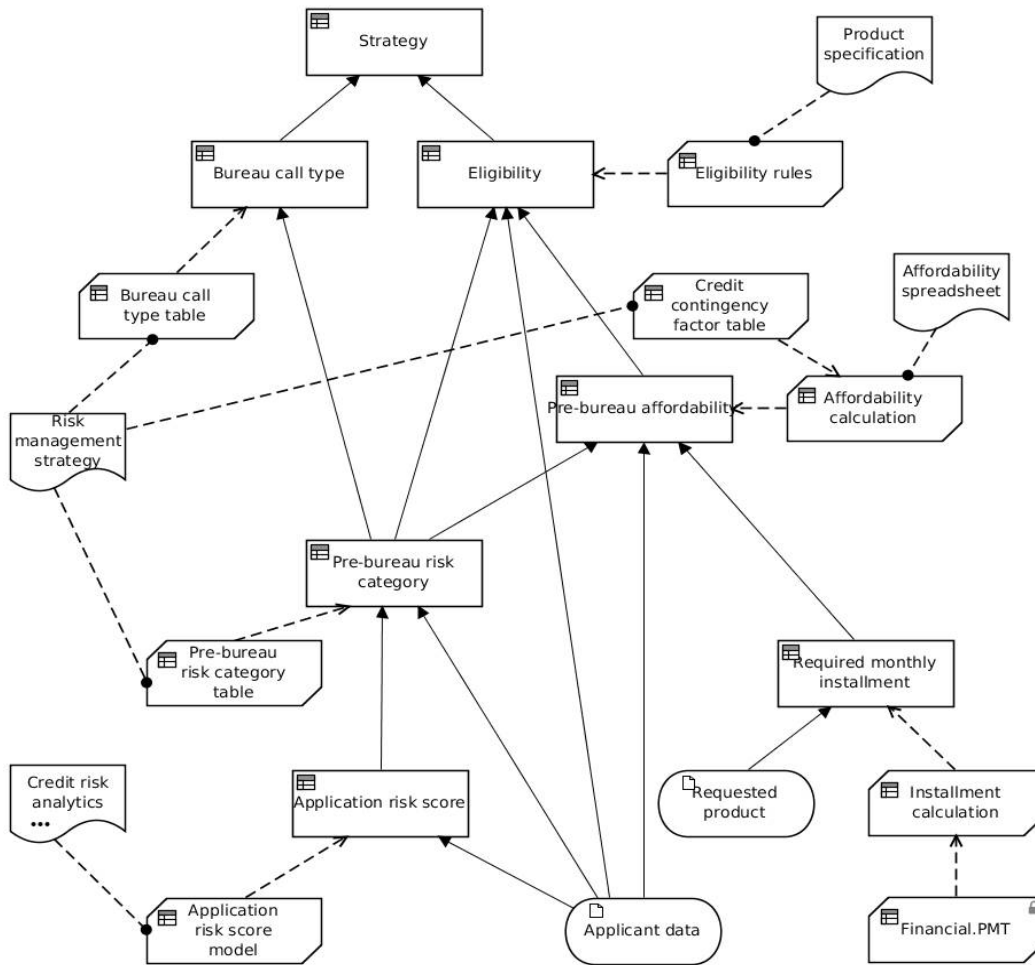 Strategy
Product
specification
Bureau call type
Eligibility
Eligibility rules
Bureau call
type table
Credit
contingency
factor table
Affordability
spreadsheet
Pre-bureau affordability
Affordability
calculation
Risk
management
strategy
Pre-bureau risk
category
Pre-bureau
risk category
table
Required monthly
installment
Credit risk
analytics
•••
Application risk score
Requested
product
Installment
calculation
Application
risk score
model
Applicant data
Financial.PMT